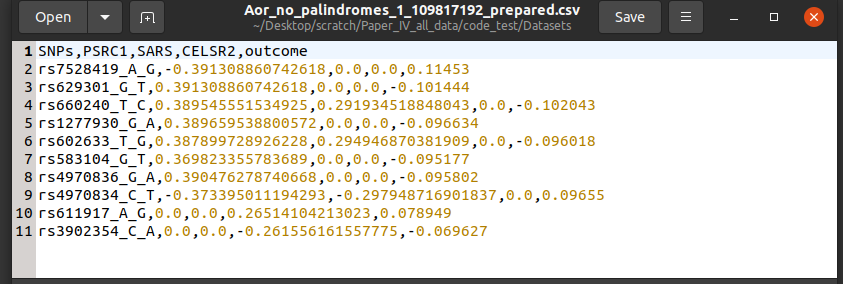 Open
Aor_no_palindromes_1_109817192_prepared.csv
~/Desktop/scratch/Paper_IV_all_data/code_test/Datasets
Save
1 SNPs,PSRC1,SARS,CELSR2,outcome
2 rs7528419_A_G,-0.391308860742618,0.0,0.0,0.11453
3 rs629301_G_T,0.391308860742618,0.0,0.0,-0.101444
4 rs660240_T_C,0.389545551534925,0.291934518848043,0.0,-0.102043
5 rs1277930_G_A,0.389659538800572,0.0,0.0,-0.096634
6 rs602633_T_G,0.387899728926228,0.294946870381909,0.0,-0.096018
7 rs583104_G_T,0.369823355783689,0.0,0.0,-0.095177
8 rs4970836_G_A,0.390476278740668,0.0,0.0,-0.095802
9 rs4970834_C_T,-0.373395011194293,-0.297948716901837,0.0,0.09655
10 rs611917_A_G,0.0,0.0,0.26514104213023,0.078949
11 rs3902354_C_A,0.0,0.0,-0.261556161557775,-0.069627